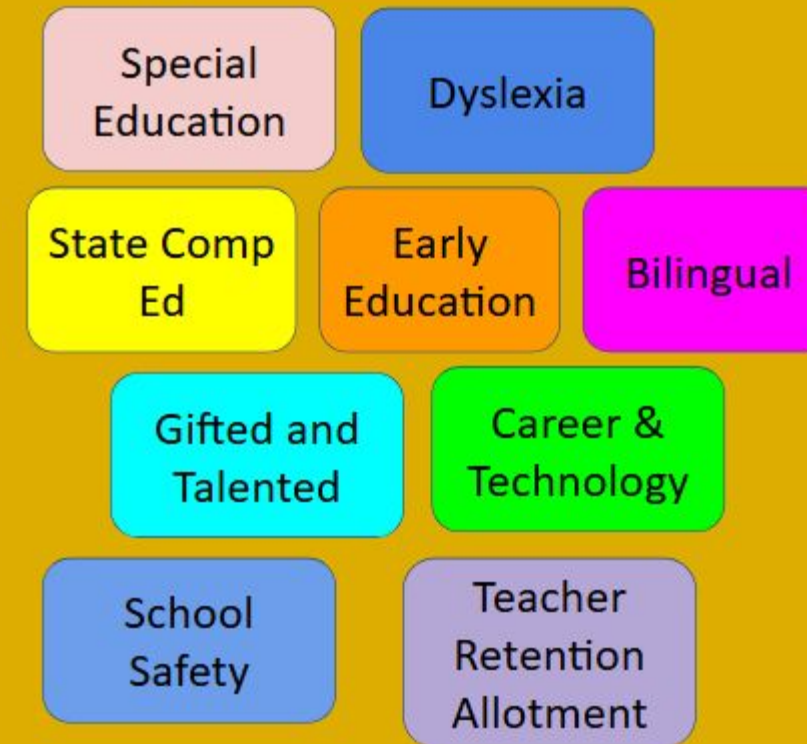 Special
Education
Dyslexia
State Comp
Ed
Early
Education
Bilingual
Gifted and
Talented
Career &
Technology
School
Safety
Teacher
Retention
Allotment